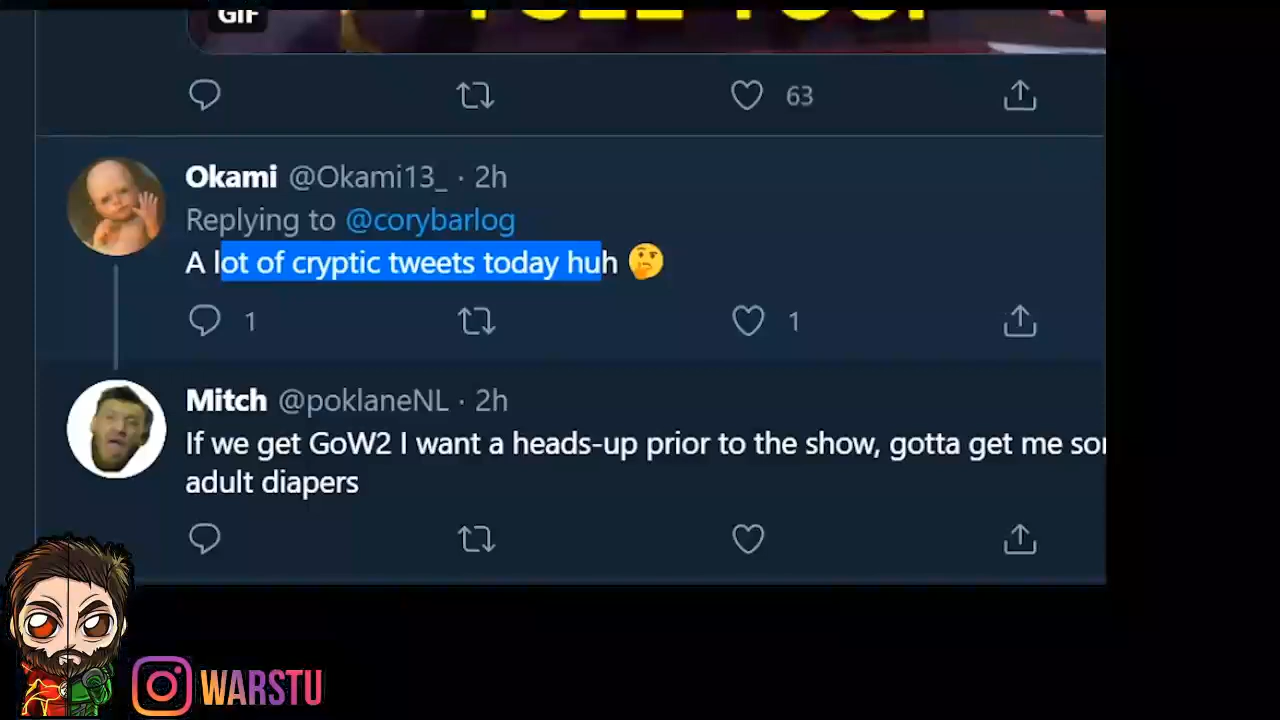 GIF
63
Okami @Okami13_ · 2h
Replying to @corybarlog
A lot of cryptic tweets today huh 🤔
1 1
Mitch @poklaneNL · 2h
If we get GoW2 I want a heads-up prior to the show, gotta get me
adult diapers
WARSTU